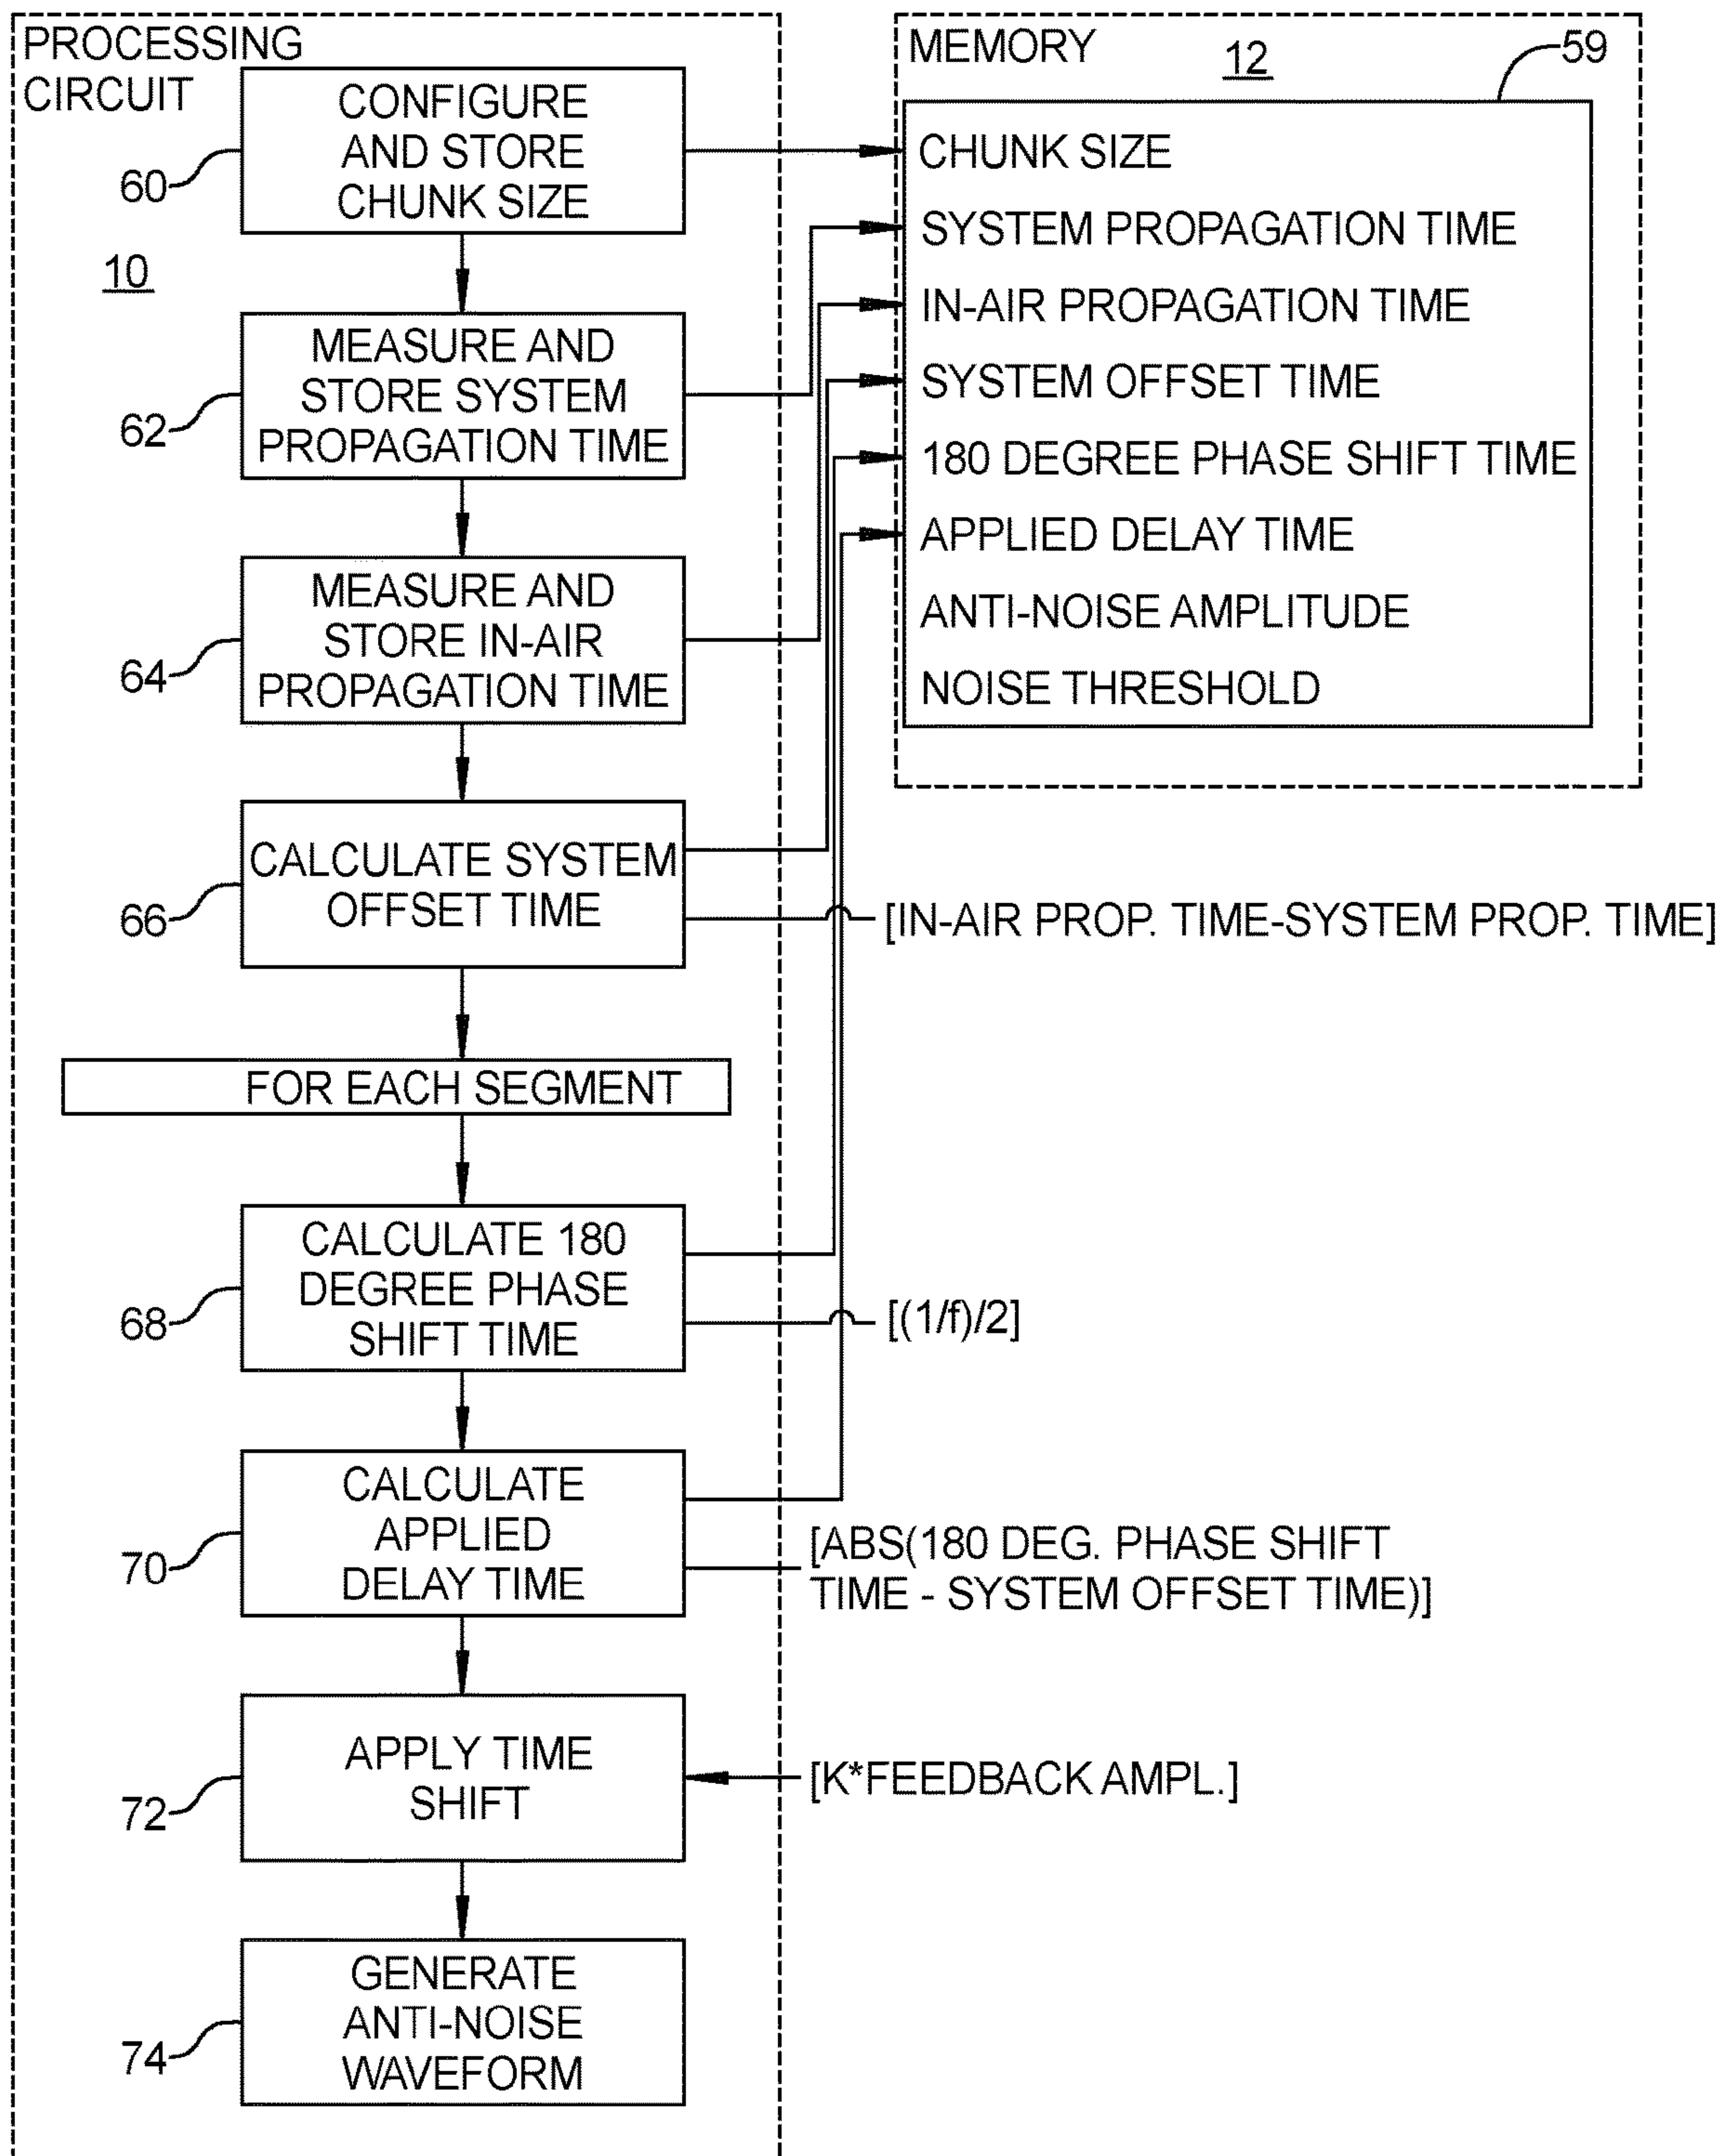 PROCESSING
CIRCUIT
10
CONFIGURE
AND STORE
CHUNK SIZE
60
MEASURE AND
STORE SYSTEM
PROPAGATION TIME
62
MEASURE AND
STORE IN-AIR
PROPAGATION TIME
64
CALCULATE SYSTEM
OFFSET TIME
66
[IN-AIR PROP. TIME-SYSTEM PROP. TIME]
FOR EACH SEGMENT
CALCULATE 180
DEGREE PHASE
SHIFT TIME
68
[(1/f)/2]
CALCULATE
APPLIED
DELAY TIME
70
[ABS(180 DEG. PHASE SHIFT
TIME - SYSTEM OFFSET TIME)]
APPLY TIME
SHIFT
72
[K*FEEDBACK AMPL.]
GENERATE
ANTI-NOISE
WAVEFORM
74
MEMORY
12
59
CHUNK SIZE
SYSTEM PROPAGATION TIME
IN-AIR PROPAGATION TIME
SYSTEM OFFSET TIME
180 DEGREE PHASE SHIFT TIME
APPLIED DELAY TIME
ANTI-NOISE AMPLITUDE
NOISE THRESHOLD